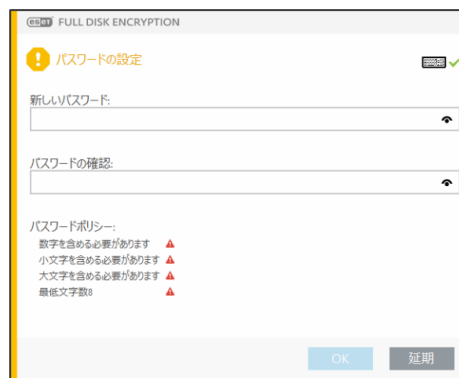 eset FULL DISK ENCRYPTION
パスワードの設定
新しいパスワード:
パスワードの確認:
パスワードポリシー:
数字を含める必要があります
小文字を含める必要があります
大文字を含める必要があります
最低文字数8
OK 延期